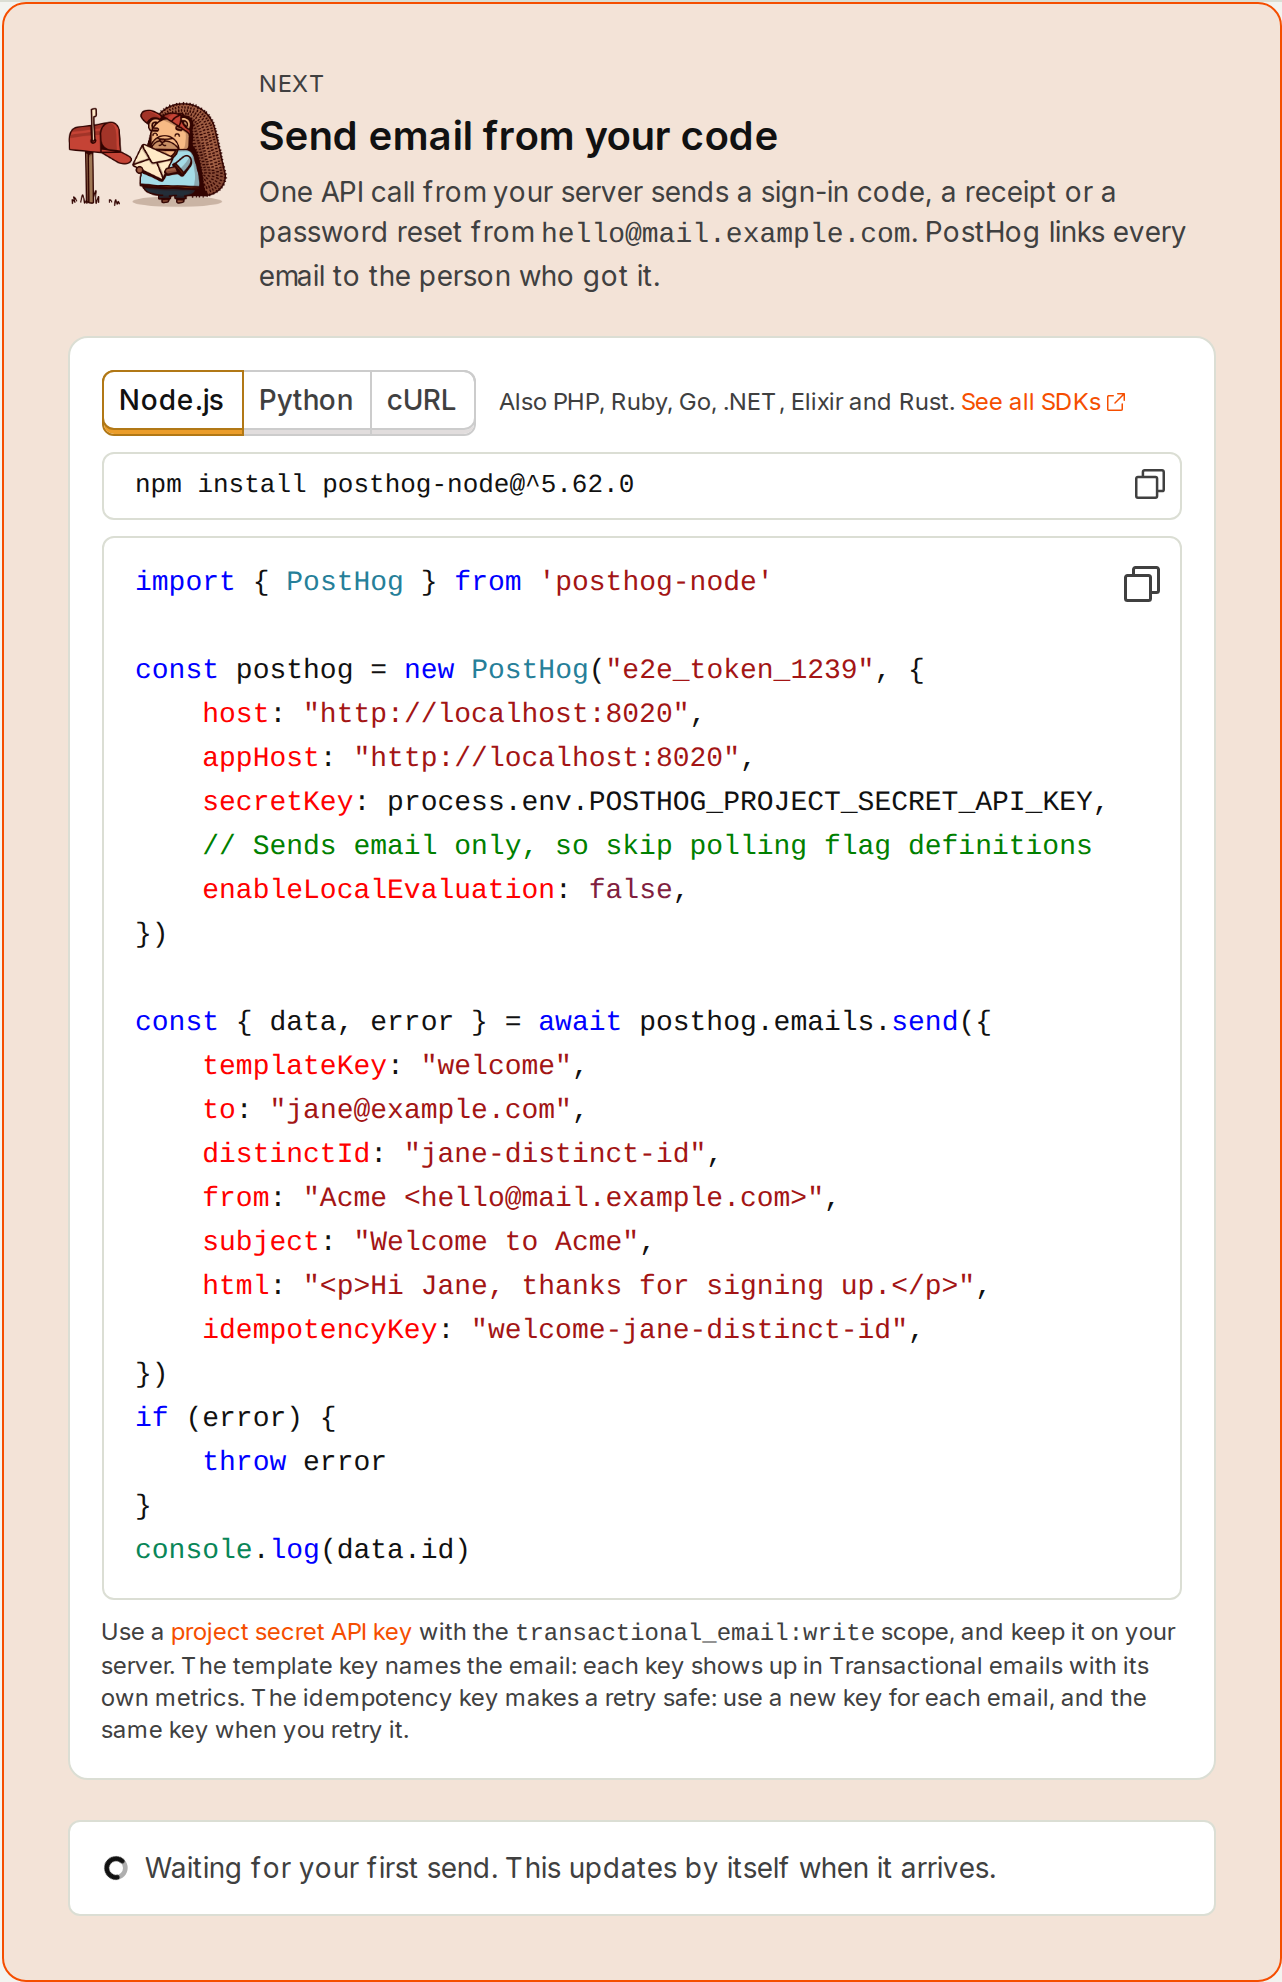 NEXT
Send email from your code
One API call from your server sends a sign-in code, a receipt or a
password reset from hello@mail.example.com. PostHog links every
email to the person who got it.
Node.js Python cURL Also PHP, Ruby, Go, .NET, Elixir and Rust. See all SDKs
npm install posthog-node@^5.62.0
import { PostHog } from 'posthog-node'
const posthog = new PostHog("e2e_token_1239", {
    host: "http://localhost:8020",
    appHost: "http://localhost:8020",
    secretKey: process.env.POSTHOG_PROJECT_SECRET_API_KEY,
    // Sends email only, so skip polling flag definitions
    enableLocalEvaluation: false,
})
const { data, error } = await posthog.emails.send({
    templateKey: "welcome",
    to: "jane@example.com",
    distinctId: "jane-distinct-id",
    from: "Acme <hello@mail.example.com>",
    subject: "Welcome to Acme",
    html: "<p>Hi Jane, thanks for signing up.</p>",
    idempotencyKey: "welcome-jane-distinct-id",
})
if (error) {
    throw error
}
console.log(data.id)
Use a project secret API key with the transactional_email:write scope, and keep it on your
server. The template key names the email: each key shows up in Transactional emails with its
own metrics. The idempotency key makes a retry safe: use a new key for each email, and the
same key when you retry it.
Waiting for your first send. This updates by itself when it arrives.